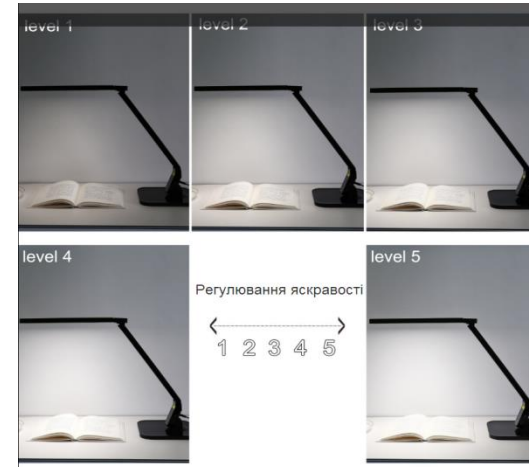 level 1
level 2
level 3
level 4
Регулювання яскравості
1 2 3 4 5
level 5